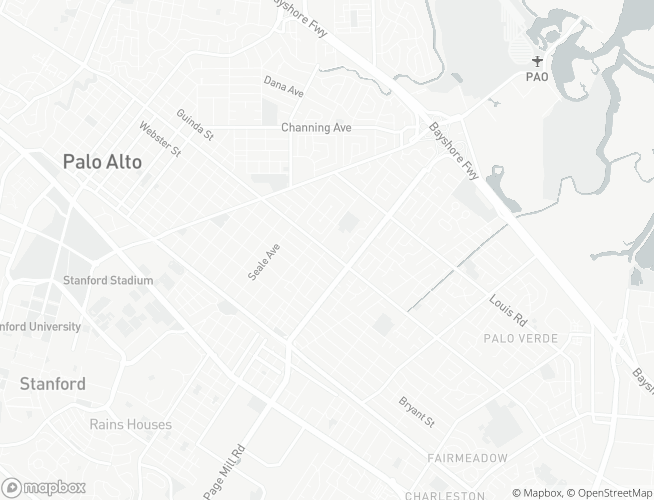 Bayshore Fwy
PAO
Dana Ave
Guinda St
Webster St
Channing Ave
Bayshore Fwy
Palo Alto
Seale Ave
Stanford Stadium
nford University
Louis Rd
PALO VERDE
Baysh
Stanford
Rains Houses
Bryant St
Page Mill Rd
FAIRMEADOW
CHARLESTON
mapbox
© Mapbox, © OpenStreetMap